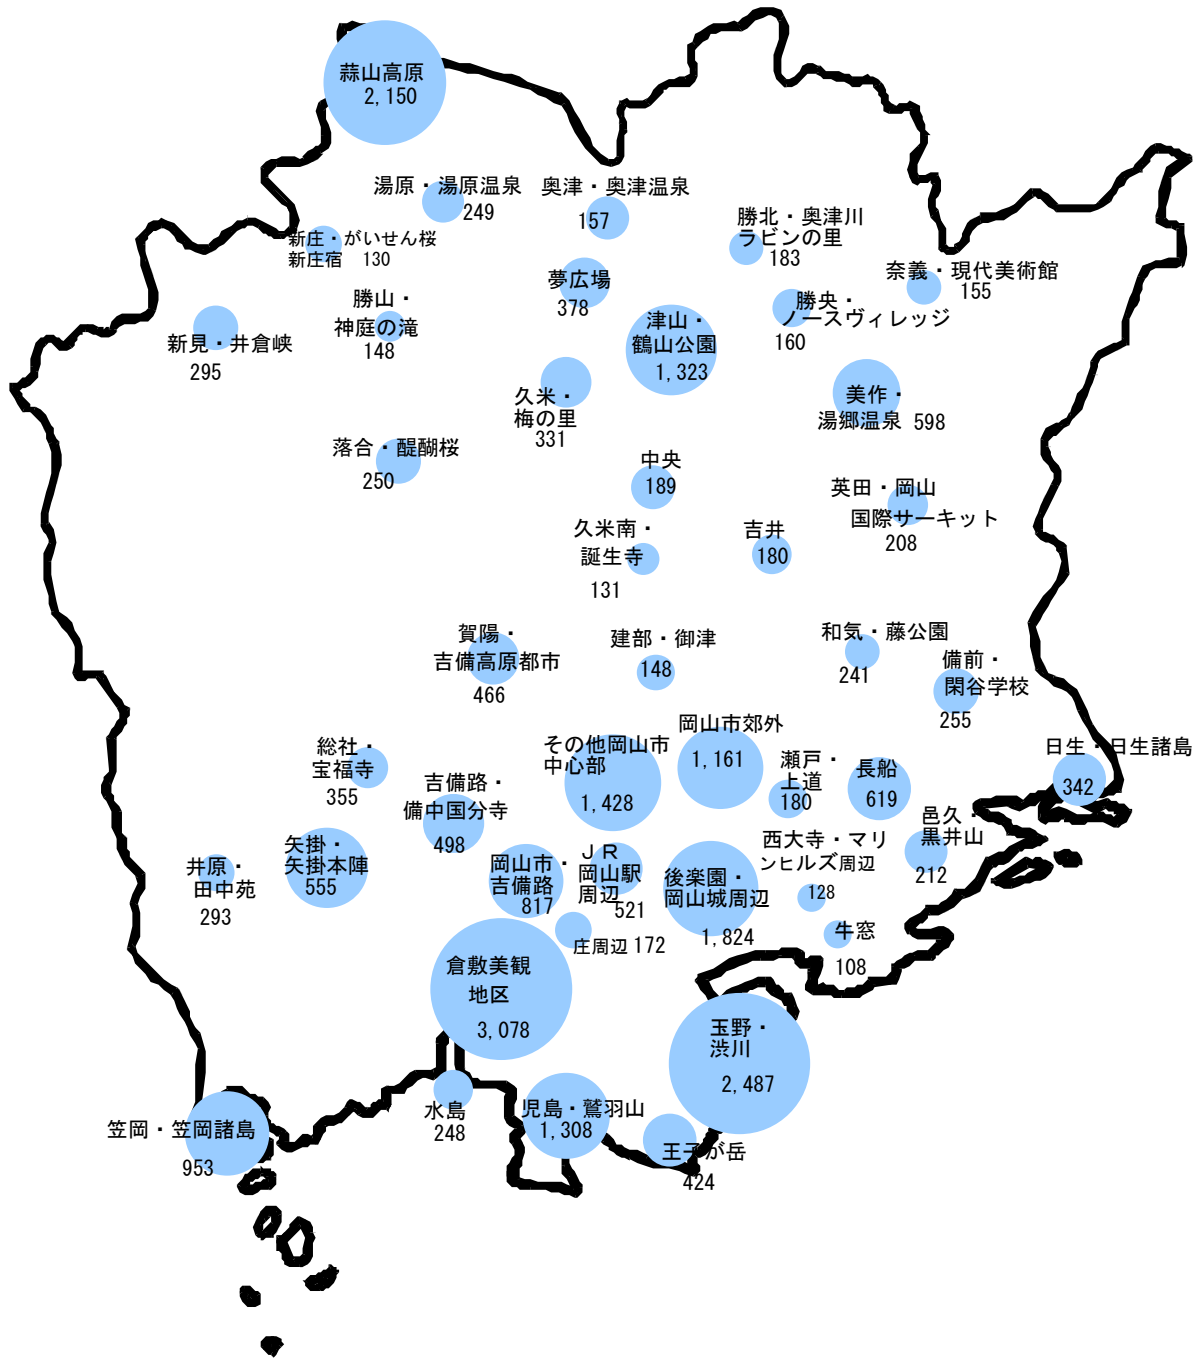 蒜山高原
2,150
湯原・湯原温泉
249
奥津・奥津温泉
157
勝北・奥津川
ラビンの里
183
新庄・がいせん桜
新庄宿 130
奈義・現代美術館
155
夢広場
378
勝山・
神庭の滝
148
勝央・
ノースヴィレッジ
160
新見・井倉峡
295
津山・
鶴山公園
1,323
久米・
梅の里
331
美作・
湯郷温泉 598
落合・醍醐桜
250
中央
189
英田・岡山
国際サーキット
208
久米南・
誕生寺
131
吉井
180
賀陽・
吉備高原都市
466
建部・御津
148
和気・藤公園
241
備前・
閑谷学校
255
総社・
宝福寺
355
その他岡山市
中心部
1,428
岡山市郊外
1,161
瀬戸・
上道
180
長船
619
日生・日生諸島
342
吉備路・
備中国分寺
498
邑久・
黒井山
212
井原・
田中苑
293
矢掛・
矢掛本陣
555
岡山市・
吉備路
817
ＪＲ
岡山駅
周辺
521
後楽園・
岡山城周辺
1,824
西大寺・マリ
ンヒルズ周辺
128
庄周辺 172
牛窓
108
倉敷美観
地区
3,078
玉野・
渋川
2,487
水島
248
児島・鷲羽山
1,308
王子が岳
424
笠岡・笠岡諸島
953